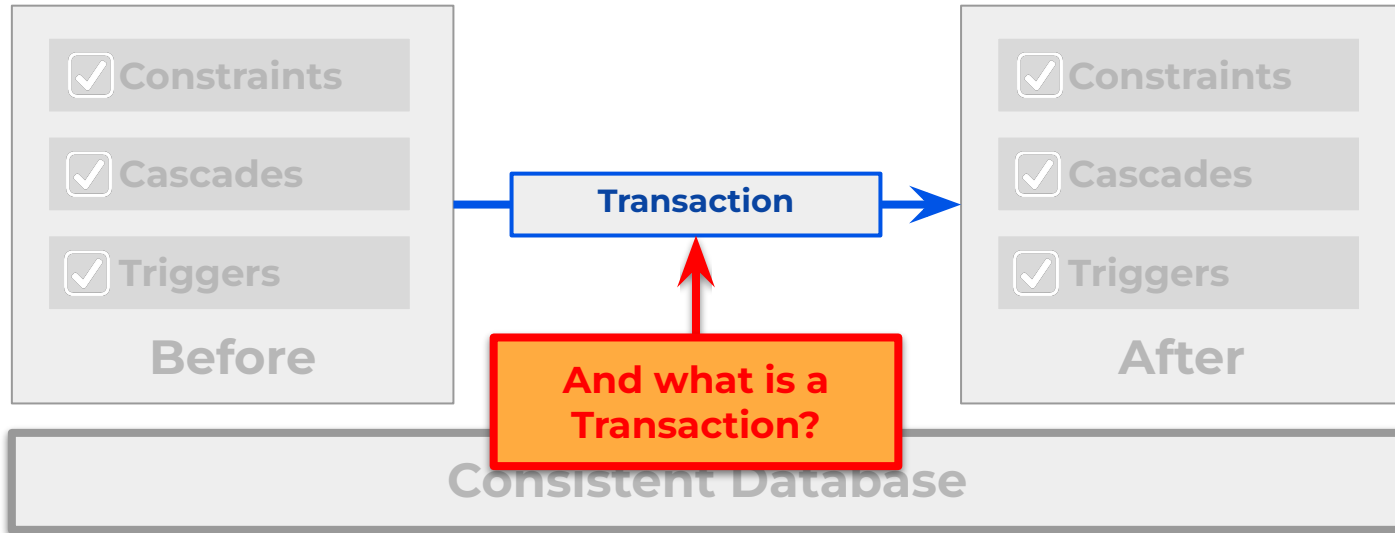 Constraints
Cascades
Triggers
Before
Transaction
Constraints
Cascades
Triggers
After
And what is a
Transaction?
Consistent Database